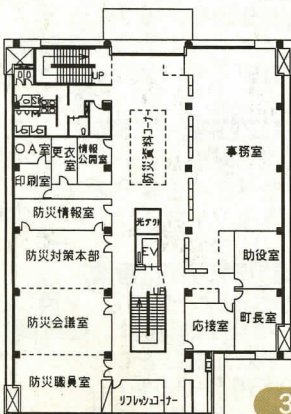 UP
OA室
更衣室
情報公開室
印刷室
防災資料コーナー
事務室
防災情報室
光ダクト
EV
防災対策本部
助役室
UP
防災会議室
応接室
町長室
防災職員室
リフレッシュコーナー
3